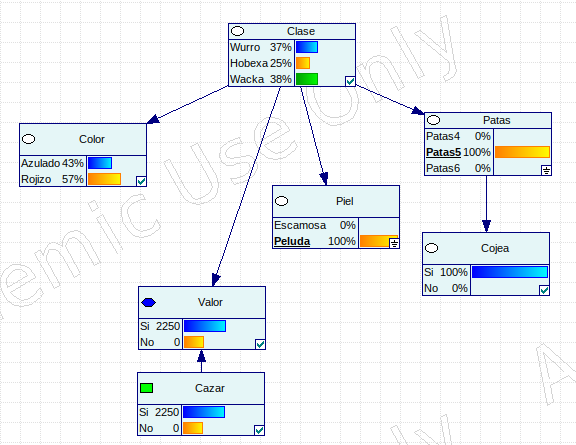 Clase
Wurro 37%
Hobexa 25%
Wacka 38%
Color
Azulado 43%
Rojizo 57%
Patas
Patas4 0%
Patas5 100%
Patas6 0%
Piel
Escamosa 0%
Peluda 100%
Cojea
Si 100%
No 0%
Valor
Si 2250
No 0
Cazar
Si 2250
No 0
emic Use Only